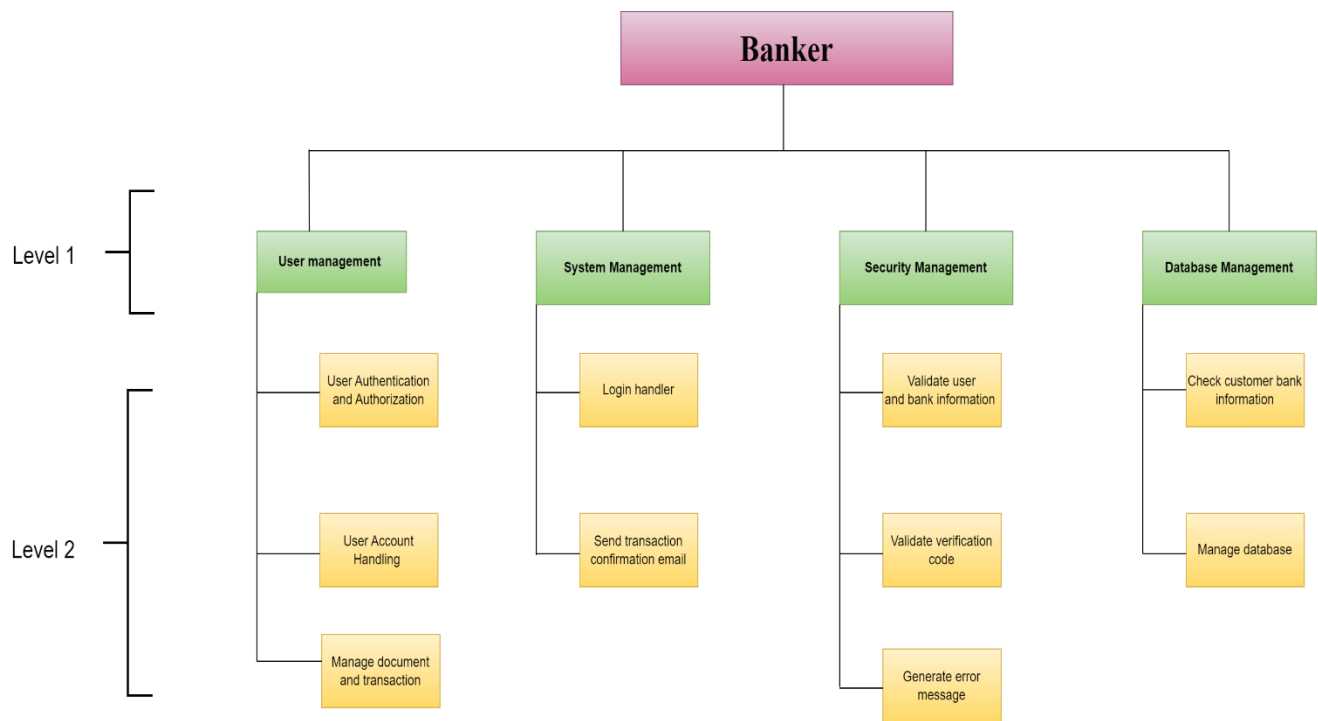 Banker
Level 1
User management
System Management
Security Management
Database Management
Level 2
User Authentication
and Authorization
Login handler
Validate user
and bank information
Check customer bank
information
User Account
Handling
Send transaction
confirmation email
Validate verification
code
Manage database
Manage document
and transaction
Generate error
message